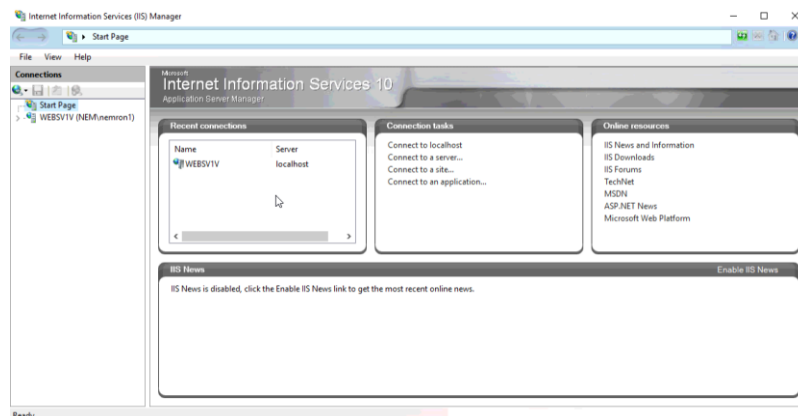 Internet Information Services (IIS) Manager
Start Page
File View Help
Connections
Start Page
WEBSV1V (NEM\nemron1)
Microsoft
Internet Information Services 10
Application Server Manager
Recent connections
Name Server
WEBSV1V localhost
Connection tasks
Connect to localhost
Connect to a server...
Connect to a site...
Connect to an application...
Online resources
IIS News and Information
IIS Downloads
IIS Forums
TechNet
MSDN
ASP.NET News
Microsoft Web Platform
IIS News Enable IIS News
IIS News is disabled, click the Enable IIS News link to get the most recent online news.
Ready